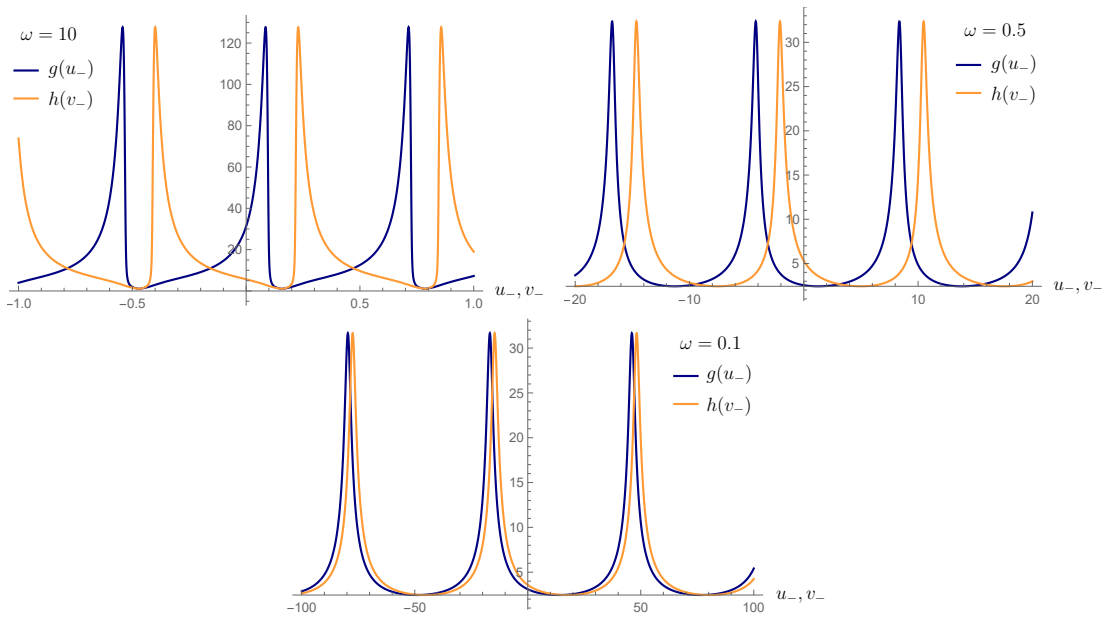 ω = 10
g(u₋)
h(v₋)
120
100
80
60
40
20
−1.0 −0.5 0.5 1.0 u₋, v₋
ω = 0.5
g(u₋)
h(v₋)
30
25
20
15
10
5
−20 −10 10 20 u₋, v₋
ω = 0.1
g(u₋)
h(v₋)
30
25
20
15
10
5
−100 −50 50 100 u₋, v₋